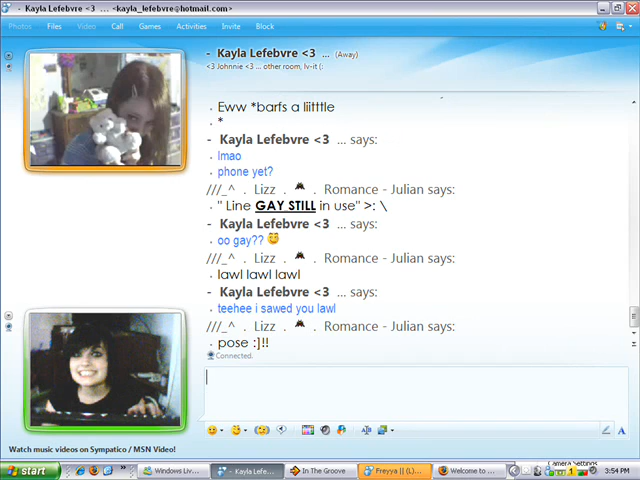 - Kayla Lefebvre <3 ... <kayla_lefebvre@hotmail.com>
Photos Files Video Call Games Activities Invite Block
- Kayla Lefebvre <3 ... (Away)
<3 Johnnie <3 ... other room, lv-it (:
Eww *barfs a liitttle
*
- Kayla Lefebvre <3 ... says:
lmao
phone yet?
///_^ . Lizz . . Romance - Julian says:
" Line GAY STILL in use" >: \
- Kayla Lefebvre <3 ... says:
oo gay??
///_^ . Lizz . . Romance - Julian says:
lawl lawl lawl
- Kayla Lefebvre <3 ... says:
teehee i sawed you lawl
///_^ . Lizz . . Romance - Julian says:
pose :]!!
Connected.
Watch music videos on Sympatico / MSN Video!
Camera Settings
start Windows Liv... - Kayla Lefe... In The Groove Freyya || (L) ... Welcome to ... 3:54 PM